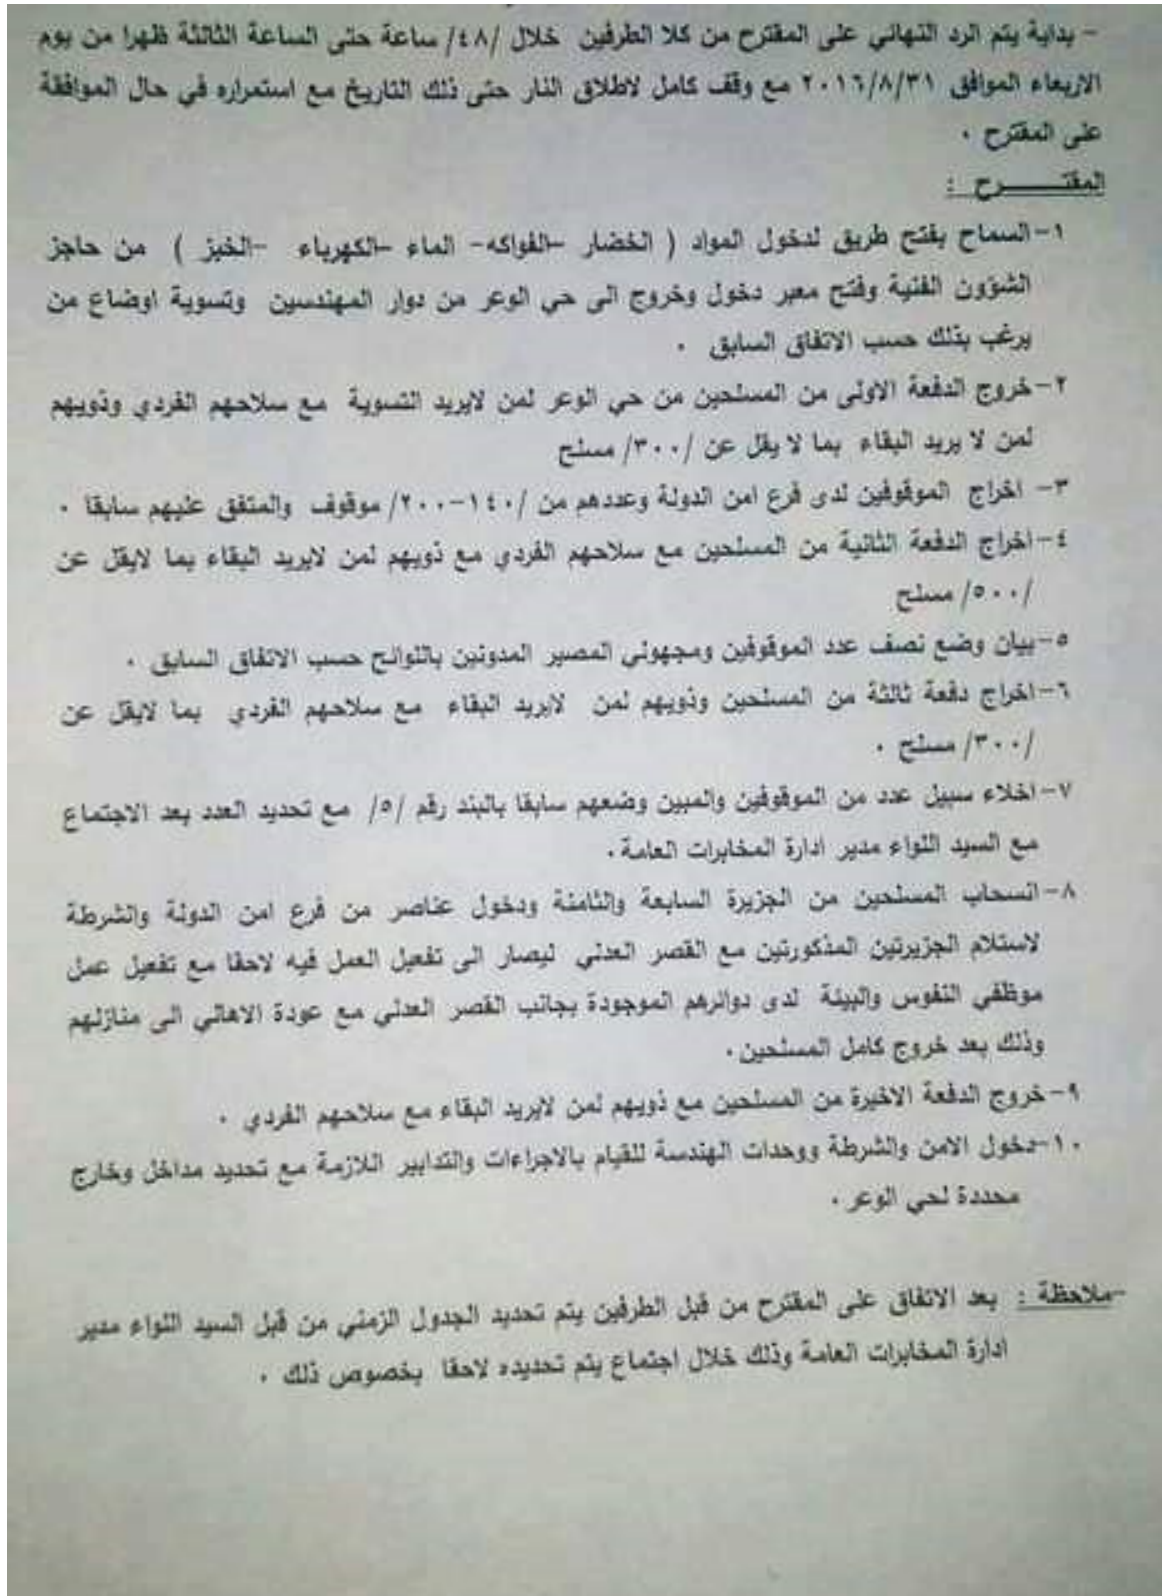 - بداية يتم الرد النهائي على المقترح من كلا الطرفين خلال /٤٨/ ساعة حتى الساعة الثالثة ظهرا من يوم
الاربعاء الموافق ٢٠١٦/٨/٣١ مع وقف كامل لاطلاق النار حتى ذلك التاريخ مع استمراره في حال الموافقة
على المقترح .
المقتـــــرح :
١-السماح بفتح طريق لدخول المواد ( الخضار -الفواكه- الماء -الكهرباء -الخبز ) من حاجز
الشؤون الفنية وفتح معبر دخول وخروج الى حي الوعر من دوار المهندسين وتسوية اوضاع من
يرغب بذلك حسب الاتفاق السابق .
٢-خروج الدفعة الاولى من المسلحين من حي الوعر لمن لايريد التسوية مع سلاحهم الفردي وذويهم
لمن لا يريد البقاء بما لا يقل عن /٣٠٠/ مسلح
٣- اخراج الموقوفين لدى فرع امن الدولة وعددهم من /١٤٠-٢٠٠/ موقوف والمتفق عليهم سابقا .
٤-اخراج الدفعة الثانية من المسلحين مع سلاحهم الفردي مع ذويهم لمن لايريد البقاء بما لايقل عن
/٥٠٠/ مسلح
٥-بيان وضع نصف عدد الموقوفين ومجهولي المصير المدونين باللوائح حسب الاتفاق السابق .
٦-اخراج دفعة ثالثة من المسلحين وذويهم لمن لايريد البقاء مع سلاحهم الفردي بما لايقل عن
/٣٠٠/ مسلح .
٧-اخلاء سبيل عدد من الموقوفين والمبين وضعهم سابقا بالبند رقم /٥/ مع تحديد العدد بعد الاجتماع
مع السيد اللواء مدير ادارة المخابرات العامة.
٨-انسحاب المسلحين من الجزيرة السابعة والثامنة ودخول عناصر من فرع امن الدولة والشرطة
لاستلام الجزيرتين المذكورتين مع القصر العدلي ليصار الى تفعيل العمل فيه لاحقا مع تفعيل عمل
موظفي النفوس والبيئة لدى دوائرهم الموجودة بجانب القصر العدلي مع عودة الاهالي الى منازلهم
وذلك بعد خروج كامل المسلحين.
٩-خروج الدفعة الاخيرة من المسلحين مع ذويهم لمن لايريد البقاء مع سلاحهم الفردي .
١٠-دخول الامن والشرطة ووحدات الهندسة للقيام بالاجراءات والتدابير اللازمة مع تحديد مداخل وخارج
محددة لحي الوعر .
-ملاحظة : بعد الاتفاق على المقترح من قبل الطرفين يتم تحديد الجدول الزمني من قبل السيد اللواء مدير
ادارة المخابرات العامة وذلك خلال اجتماع يتم تحديده لاحقا بخصوص ذلك .